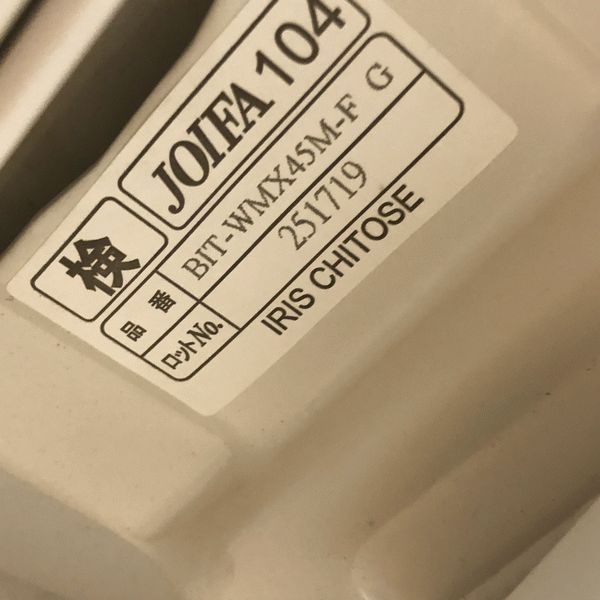 検 JOIFA 104
品番 BIT-WMX45M-F G
ロットNo. 251719
IRIS CHITOSE